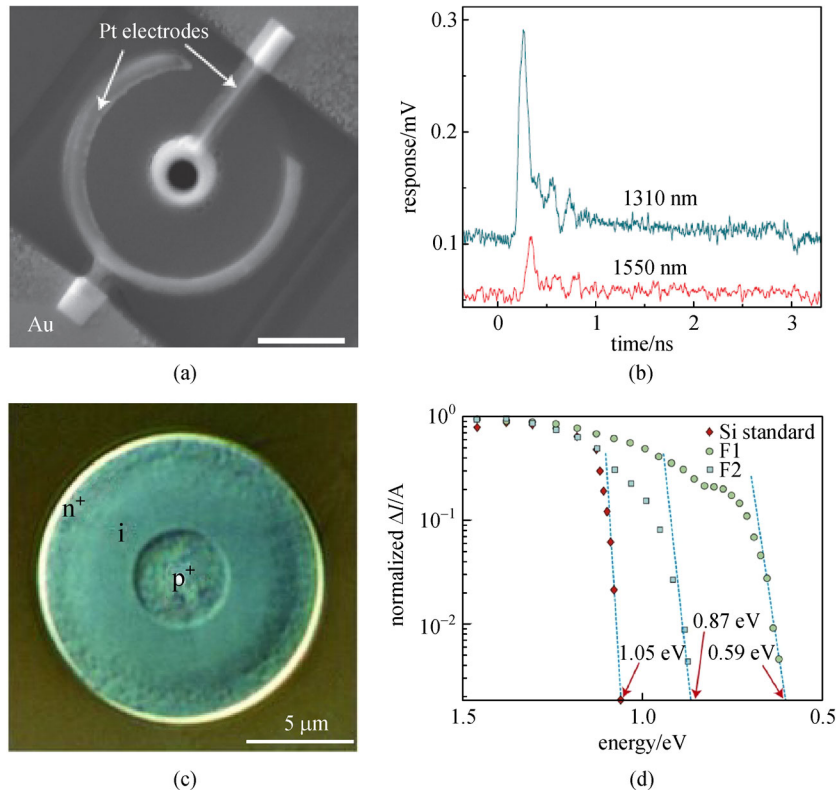 Pt electrodes
Au
(a)
response/mV
0.3
0.2
0.1
1310 nm
1550 nm
0
1
2
3
time/ns
(b)
n⁺
i
p⁺
5 μm
(c)
normalized ΔI/A
10⁰
10⁻¹
10⁻²
Si standard
F1
F2
1.05 eV
0.87 eV
0.59 eV
1.5
1.0
0.5
energy/eV
(d)